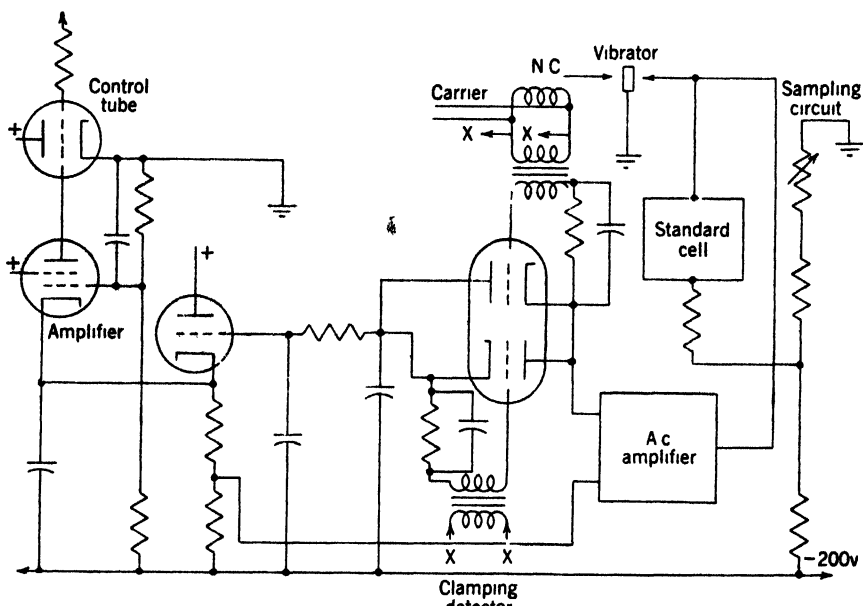 Control
tube
+
Carrier
N C
Vibrator
Sampling
circuit
X
X
+
Amplifier
+
Standard
cell
A c
amplifier
X
X
-200v
Clamping
detector